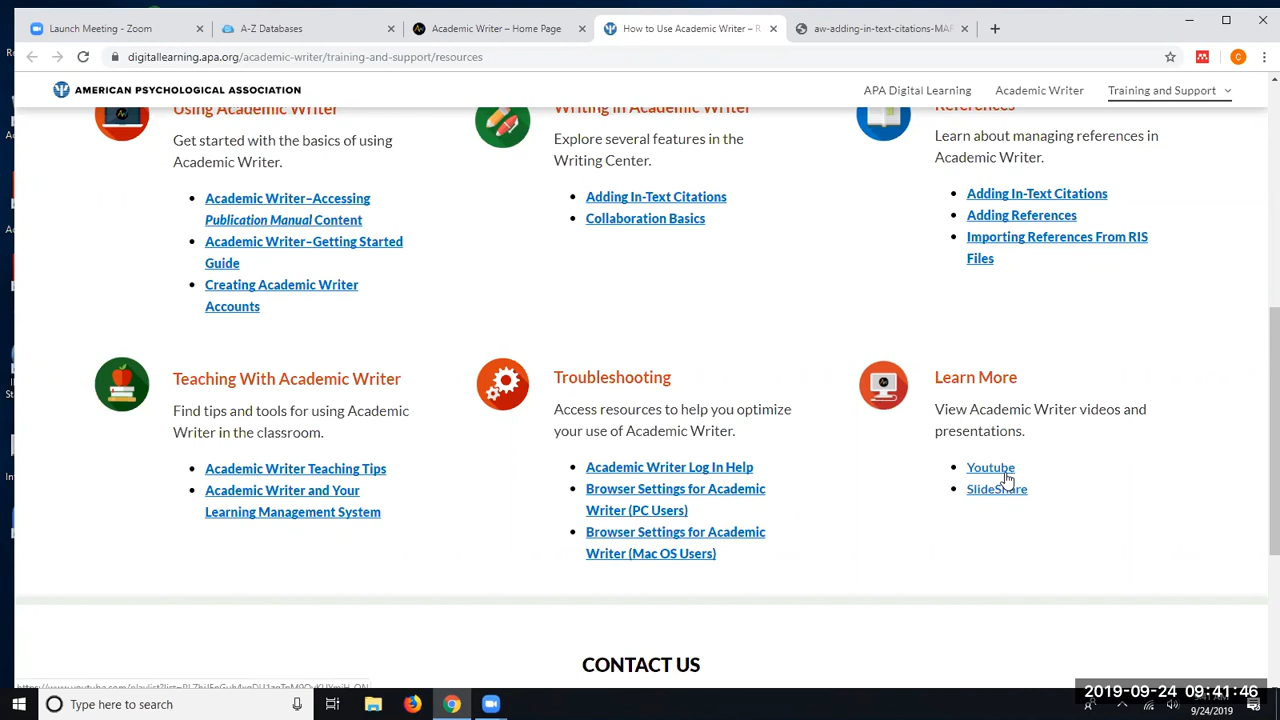 Launch Meeting - Zoom
A-Z Databases
Academic Writer – Home Page
How to Use Academic Writer – R
aw-adding-in-text-citations-MAF
digitallearning.apa.org/academic-writer/training-and-support/resources
AMERICAN PSYCHOLOGICAL ASSOCIATION
APA Digital Learning
Academic Writer
Training and Support
Using Academic Writer
Get started with the basics of using
Academic Writer.
Academic Writer–Accessing
Publication Manual Content
Academic Writer–Getting Started
Guide
Creating Academic Writer
Accounts
Writing in Academic Writer
Explore several features in the
Writing Center.
Adding In-Text Citations
Collaboration Basics
References
Learn about managing references in
Academic Writer.
Adding In-Text Citations
Adding References
Importing References From RIS
Files
Teaching With Academic Writer
Find tips and tools for using Academic
Writer in the classroom.
Academic Writer Teaching Tips
Academic Writer and Your
Learning Management System
Troubleshooting
Access resources to help you optimize
your use of Academic Writer.
Academic Writer Log In Help
Browser Settings for Academic
Writer (PC Users)
Browser Settings for Academic
Writer (Mac OS Users)
Learn More
View Academic Writer videos and
presentations.
Youtube
SlideShare
CONTACT US
Type here to search
2019-09-24 09:41:46
9/24/2019